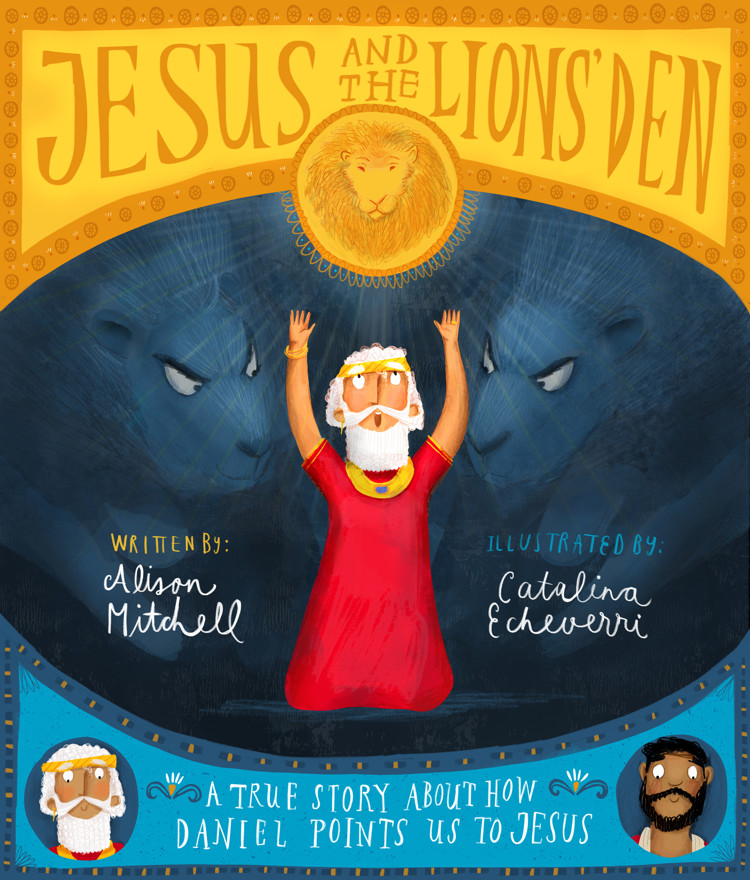 JESUS AND THE LIONS' DEN
WRITTEN BY:
Alison
Mitchell
ILLUSTRATED BY:
Catalina
Echeverri
A TRUE STORY ABOUT HOW
DANIEL POINTS US TO JESUS